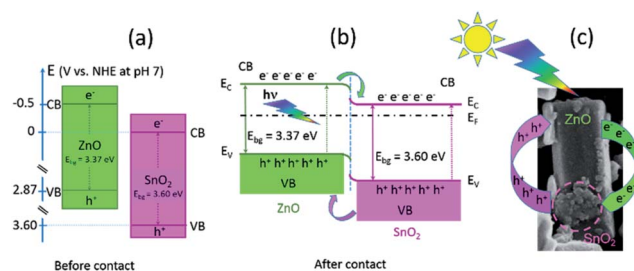 (a)
E (V vs. NHE at pH 7)
-0.5
CB
0
2.87
VB
3.60
e⁻
ZnO
E_bg = 3.37 eV
h⁺
e⁻
CB
SnO₂
E_bg = 3.60 eV
VB
h⁺
Before contact
(b)
CB
E_C
e⁻ e⁻ e⁻ e⁻ e⁻
CB
hν
e⁻ e⁻ e⁻ e⁻ e⁻
E_C
E_F
E_bg = 3.37 eV
E_bg = 3.60 eV
E_V
h⁺ h⁺ h⁺ h⁺ h⁺
VB
ZnO
h⁺ h⁺ h⁺ h⁺ h⁺
E_V
VB
SnO₂
After contact
(c)
ZnO
h⁺ h⁺
h⁺ h⁺
e⁻
e⁻
e⁻
e⁻
SnO₂